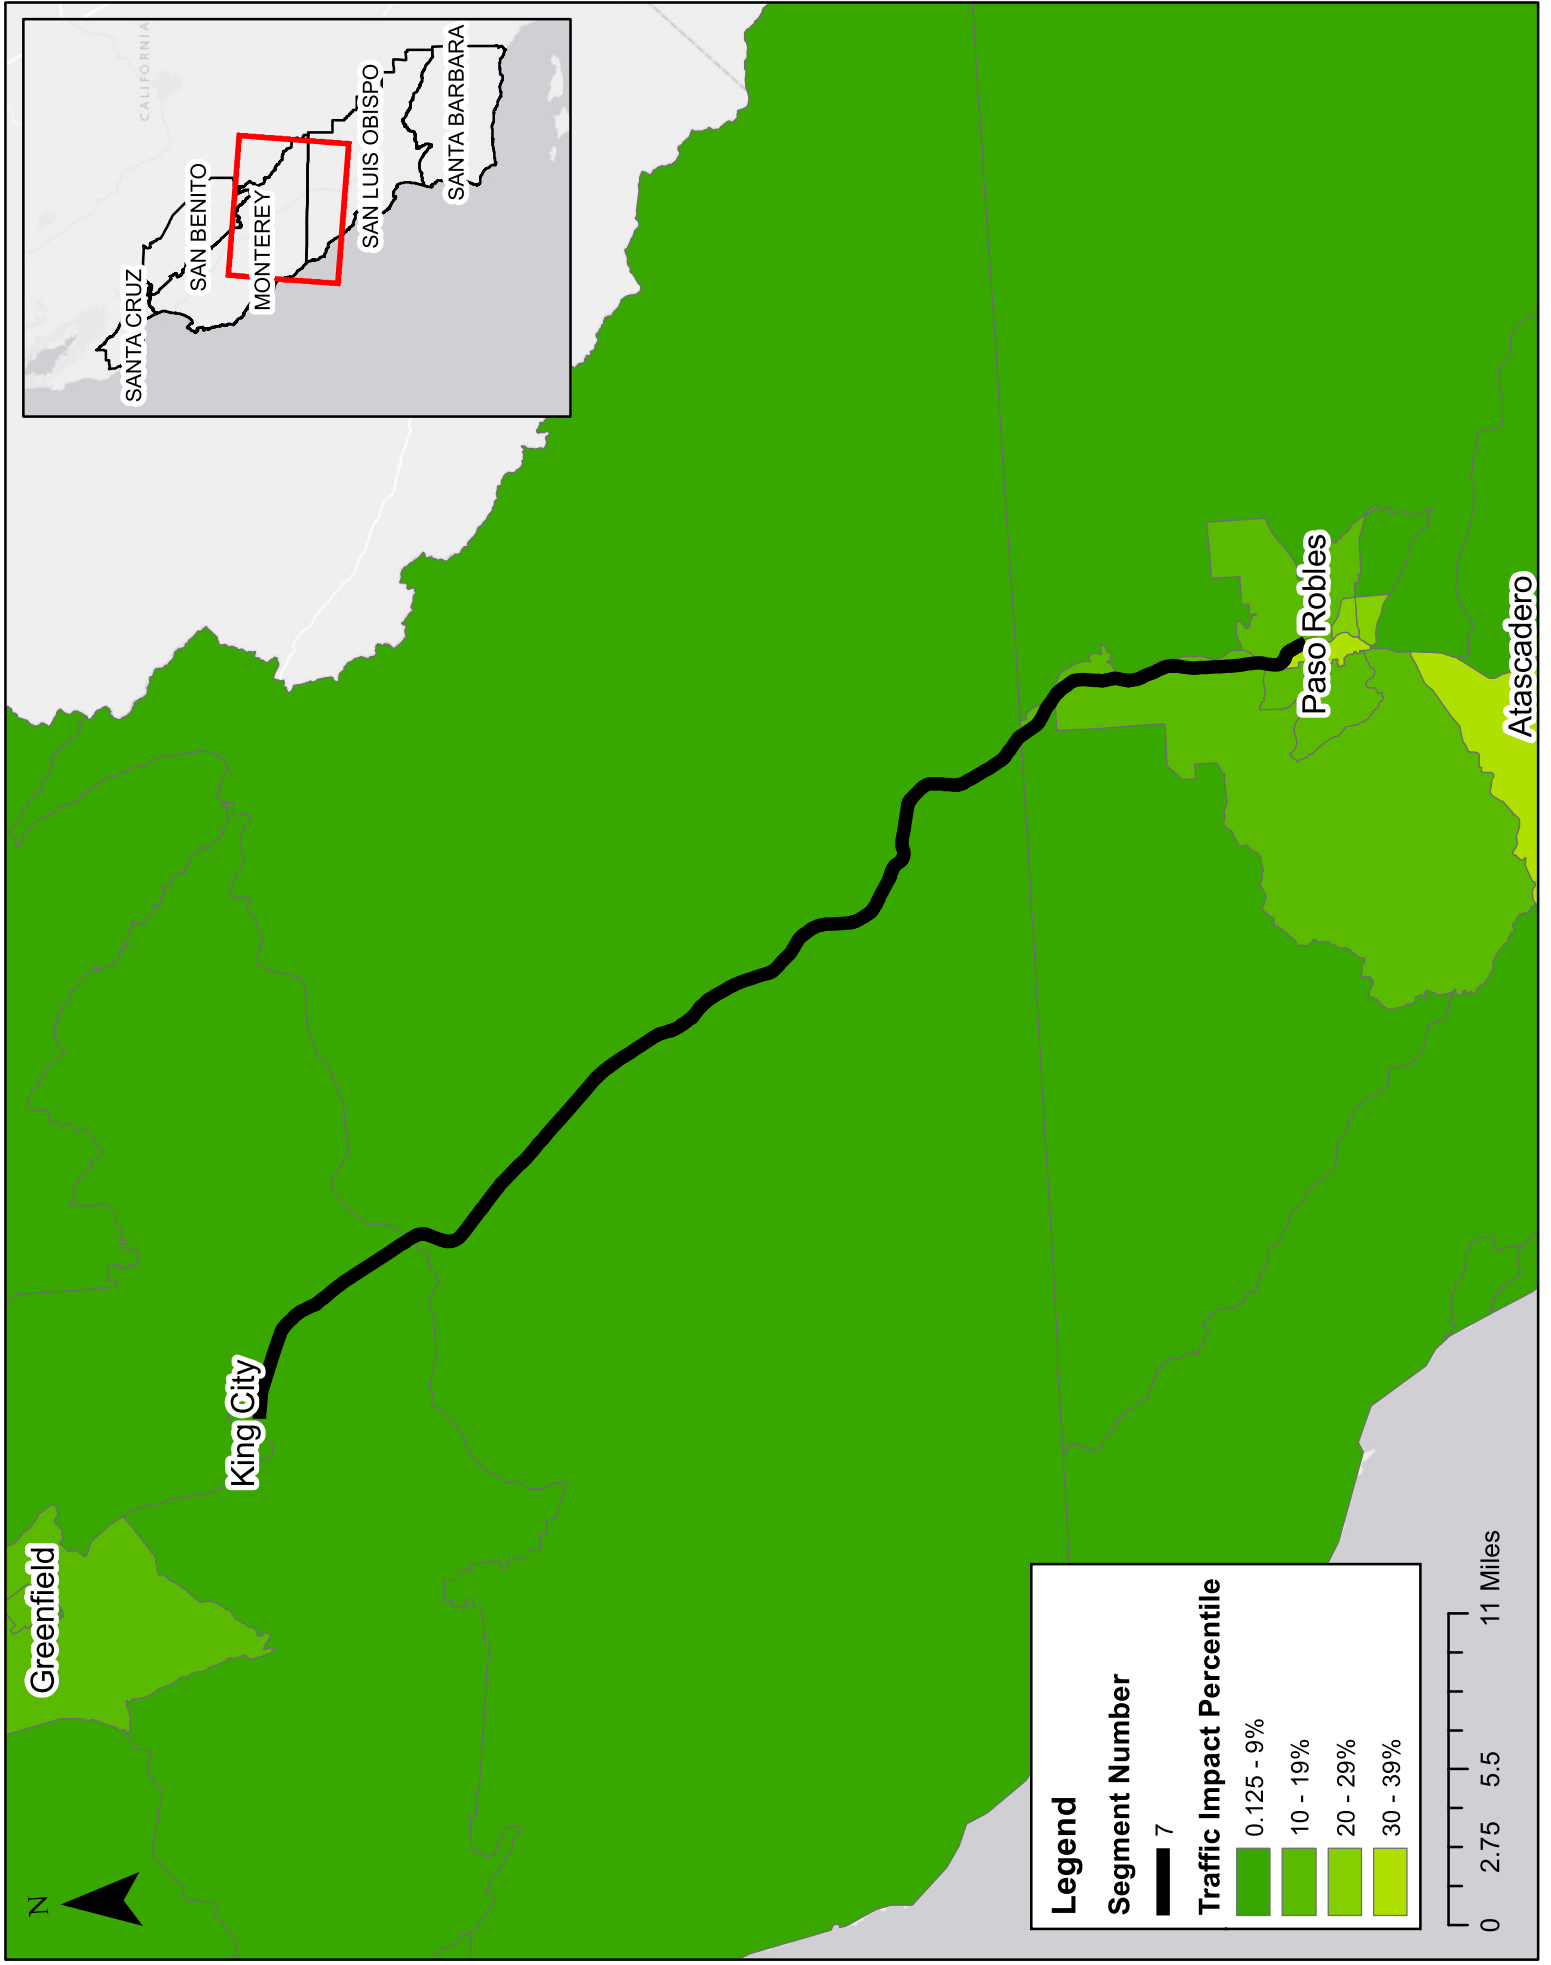 N
Greenfield
King City
Paso Robles
Atascadero
CALIFORNIA
SANTA CRUZ
SAN BENITO
MONTEREY
SAN LUIS OBISPO
SANTA BARBARA
Legend
Segment Number
7
Traffic Impact Percentile
0.125 - 9%
10 - 19%
20 - 29%
30 - 39%
0 2.75 5.5 11 Miles